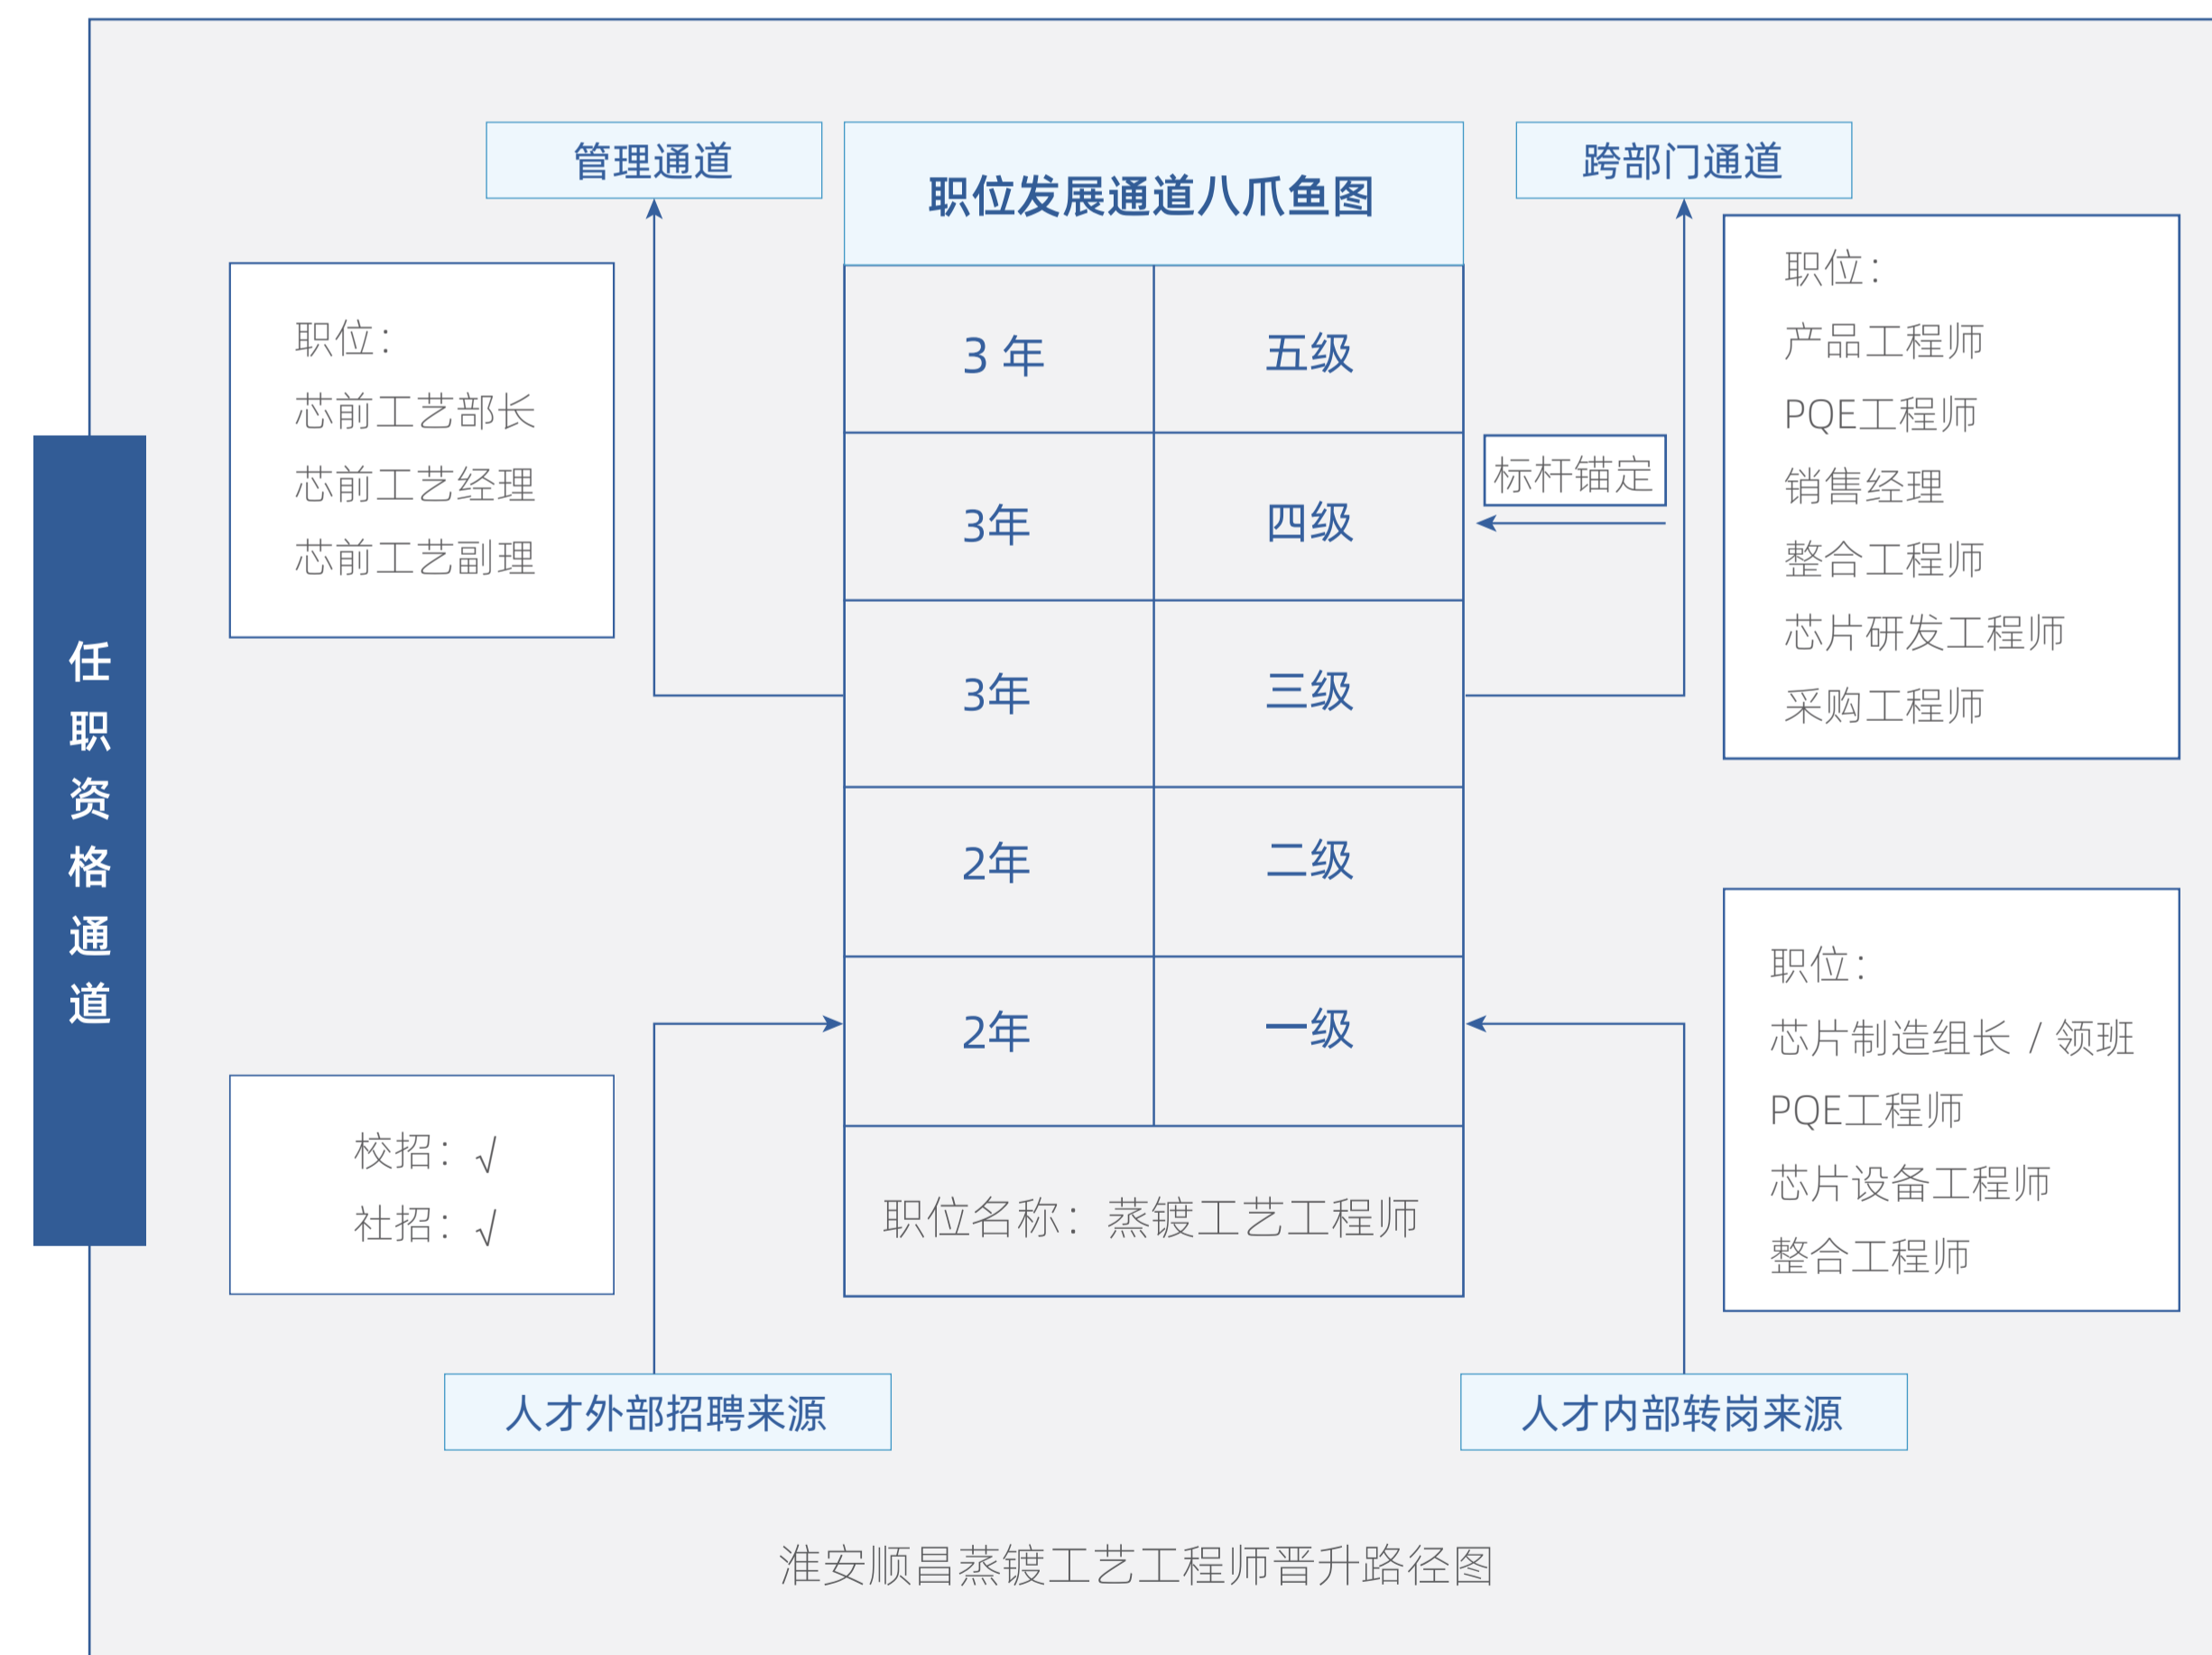 任职资格通道
管理通道
职位发展通道八爪鱼图
跨部门通道
职位：
芯前工艺部长
芯前工艺经理
芯前工艺副理
3 年
五级
3年
四级
3年
三级
2年
二级
2年
一级
职位名称：蒸镀工艺工程师
标杆锚定
职位：
产品工程师
PQE工程师
销售经理
整合工程师
芯片研发工程师
采购工程师
校招：√
社招：√
职位：
芯片制造组长 / 领班
PQE工程师
芯片设备工程师
整合工程师
人才外部招聘来源
人才内部转岗来源
淮安顺昌蒸镀工艺工程师晋升路径图